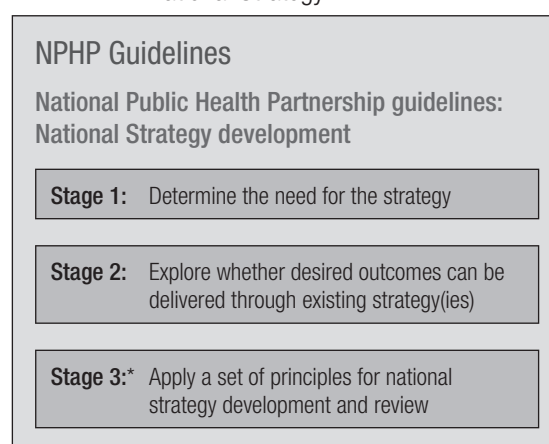 National Strategy
NPHP Guidelines
National Public Health Partnership guidelines:
National Strategy development
Stage 1: Determine the need for the strategy
Stage 2: Explore whether desired outcomes can be
delivered through existing strategy(ies)
Stage 3:* Apply a set of principles for national
strategy development and review